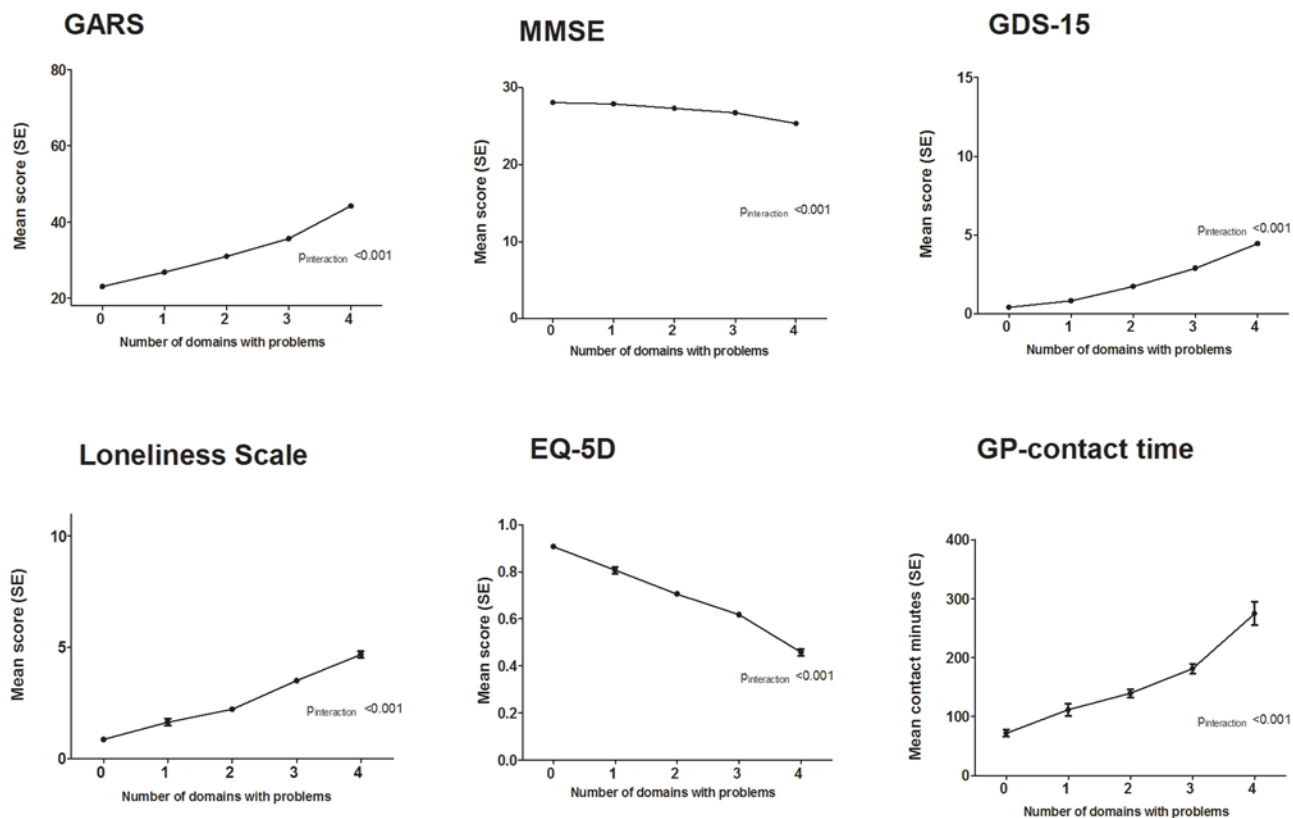 GARS
Mean score (SE)
80
60
40
20
0 1 2 3 4
Number of domains with problems
pinteraction <0.001
MMSE
Mean score (SE)
30
20
10
0
0 1 2 3 4
Number of domains with problems
pinteraction <0.001
GDS-15
Mean score (SE)
15
10
5
0
0 1 2 3 4
Number of domains with problems
pinteraction <0.001
Loneliness Scale
Mean score (SE)
10
5
0
0 1 2 3 4
Number of domains with problems
pinteraction <0.001
EQ-5D
Mean score (SE)
1.0
0.8
0.6
0.4
0.2
0.0
0 1 2 3 4
Number of domains with problems
pinteraction <0.001
GP-contact time
Mean contact minutes (SE)
400
300
200
100
0
0 1 2 3 4
Number of domains with problems
pinteraction <0.001